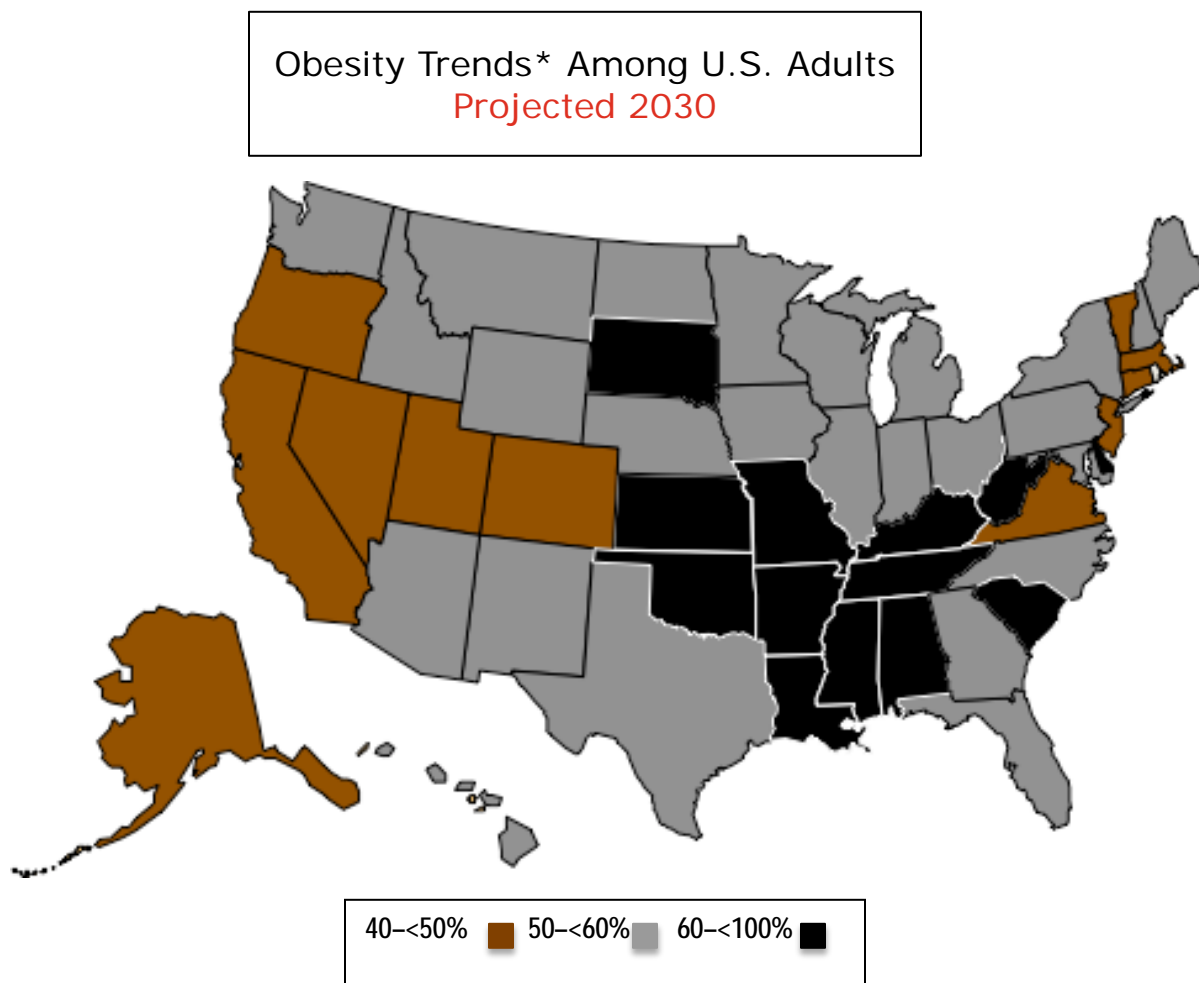 Obesity Trends* Among U.S. Adults
Projected 2030
40–<50% 50–<60% 60–<100%